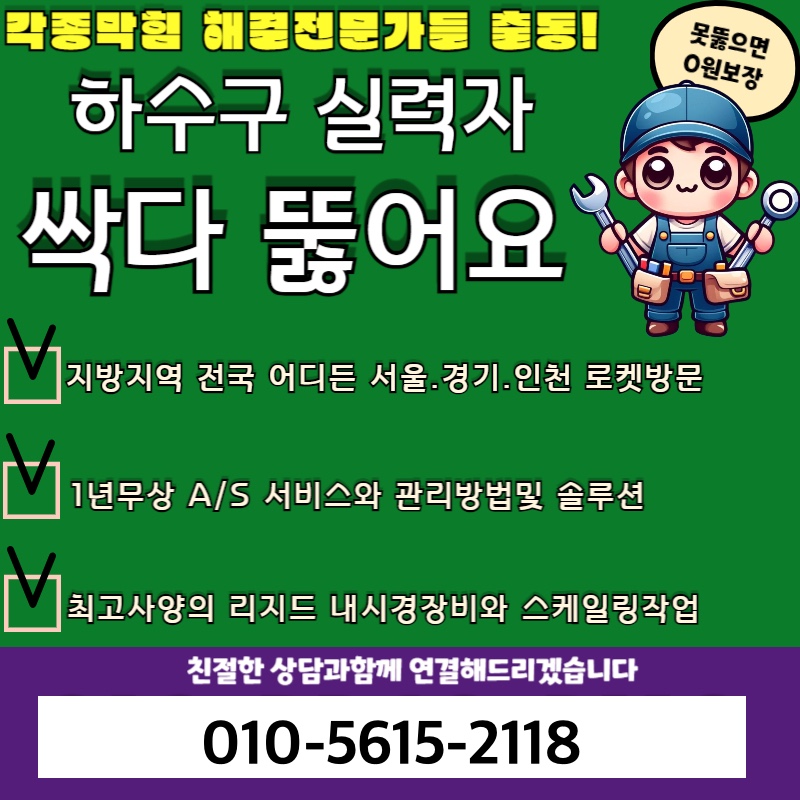 각종막힘 해결전문가들 출동!
못뚫으면
0원보장
하수구 실력자
싹다 뚫어요
지방지역 전국 어디든 서울.경기.인천 로켓방문
1년무상 A/S 서비스와 관리방법및 솔루션
최고사양의 리지드 내시경장비와 스케일링작업
친절한 상담과함께 연결해드리겠습니다
010-5615-2118